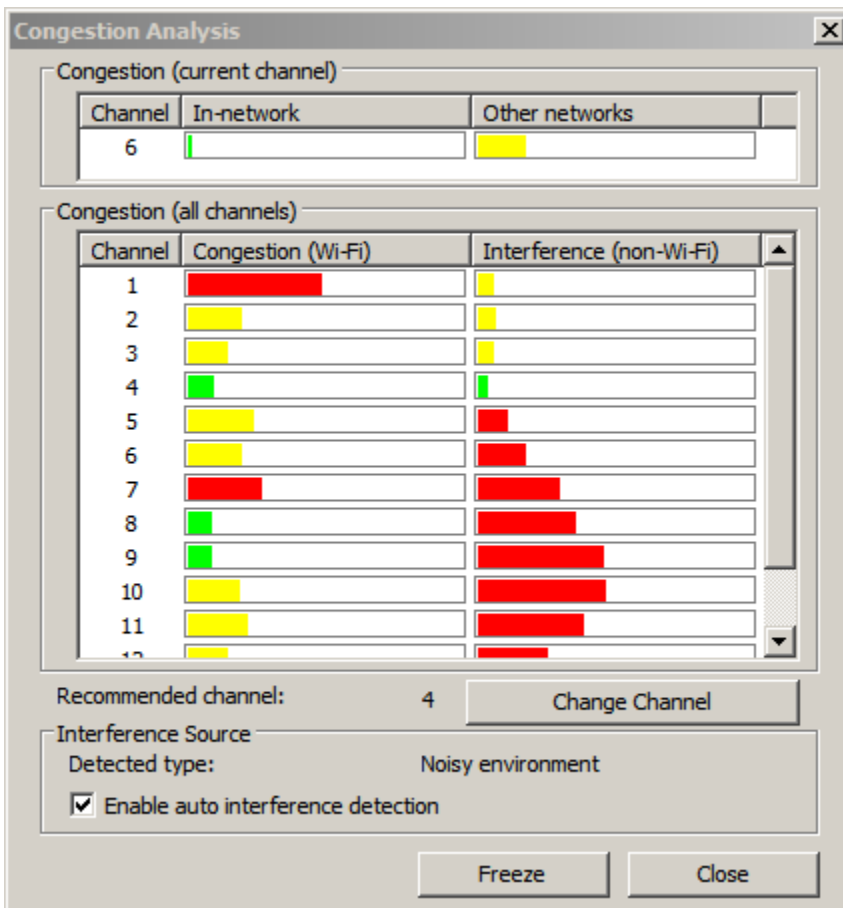 Congestion Analysis
Congestion (current channel)
Channel In-network Other networks
6
Congestion (all channels)
Channel Congestion (Wi-Fi) Interference (non-Wi-Fi)
1
2
3
4
5
6
7
8
9
10
11
12
Recommended channel: 4 Change Channel
Interference Source
Detected type: Noisy environment
Enable auto interference detection
Freeze Close